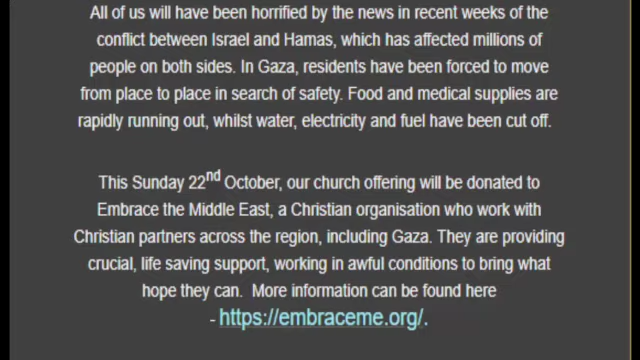 All of us will have been horrified by the news in recent weeks of the
conflict between Israel and Hamas, which has affected millions of
people on both sides. In Gaza, residents have been forced to move
from place to place in search of safety. Food and medical supplies are
rapidly running out, whilst water, electricity and fuel have been cut off.
This Sunday 22nd October, our church offering will be donated to
Embrace the Middle East, a Christian organisation who work with
Christian partners across the region, including Gaza. They are providing
crucial, life saving support, working in awful conditions to bring what
hope they can. More information can be found here
- https://embraceme.org/.